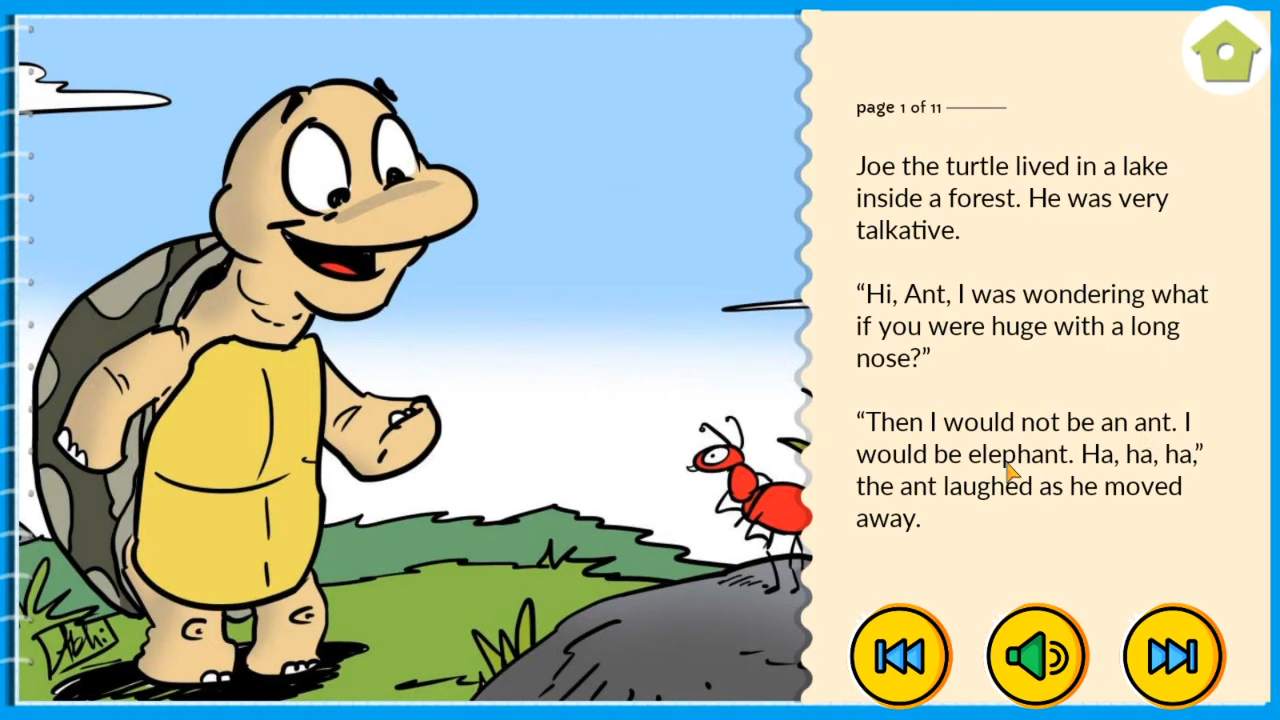 page 1 of 11
Joe the turtle lived in a lake
inside a forest. He was very
talkative.
“Hi, Ant, I was wondering what
if you were huge with a long
nose?”
“Then I would not be an ant. I
would be elephant. Ha, ha, ha,”
the ant laughed as he moved
away.
Abhi